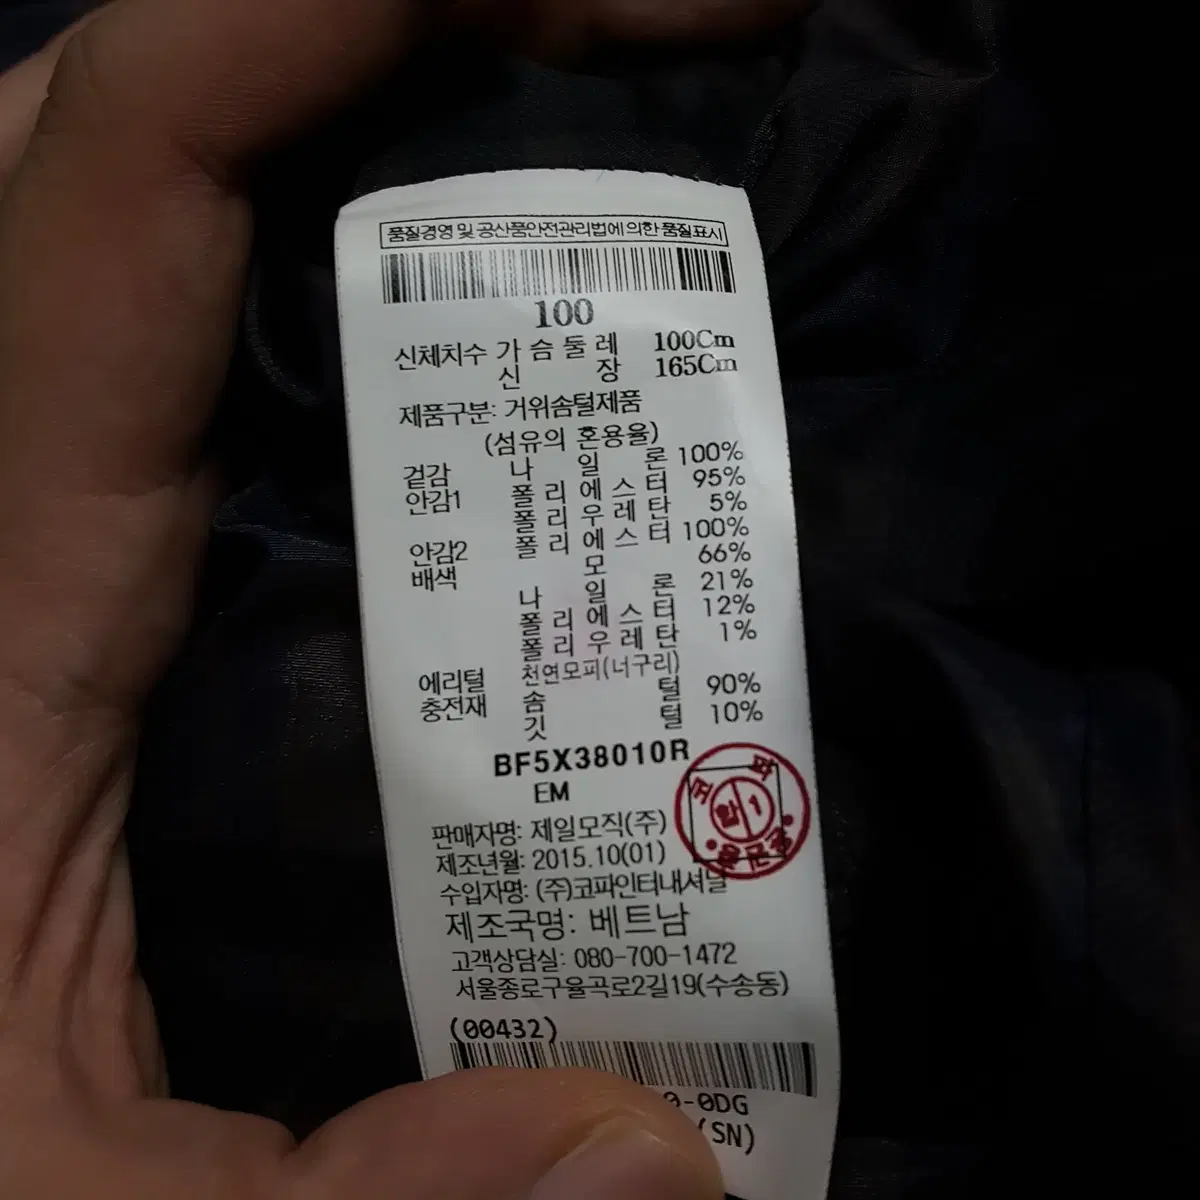 품질경영 및 공산품안전관리법에 의한 품질표시
100
신체치수 가슴둘레 100Cm
신장 165Cm
제품구분: 거위솜털제품
(섬유의 혼용율)
겉감 나일론 100%
안감1 폴리에스터 95%
폴리우레탄 5%
안감2 폴리에스터 100%
배색 모 66%
나일론 21%
폴리에스터 12%
폴리우레탄 1%
에리털 천연모피(너구리)
충전재 솜털 90%
깃털 10%
BF5X38010R
EM
코파
합1
판매자명: 제일모직(주)
제조년월: 2015.10(01)
수입자명: (주)코파인터내셔날
제조국명: 베트남
고객상담실: 080-700-1472
서울종로구율곡로2길19(수송동)
(00432)
-0DG
(SN)